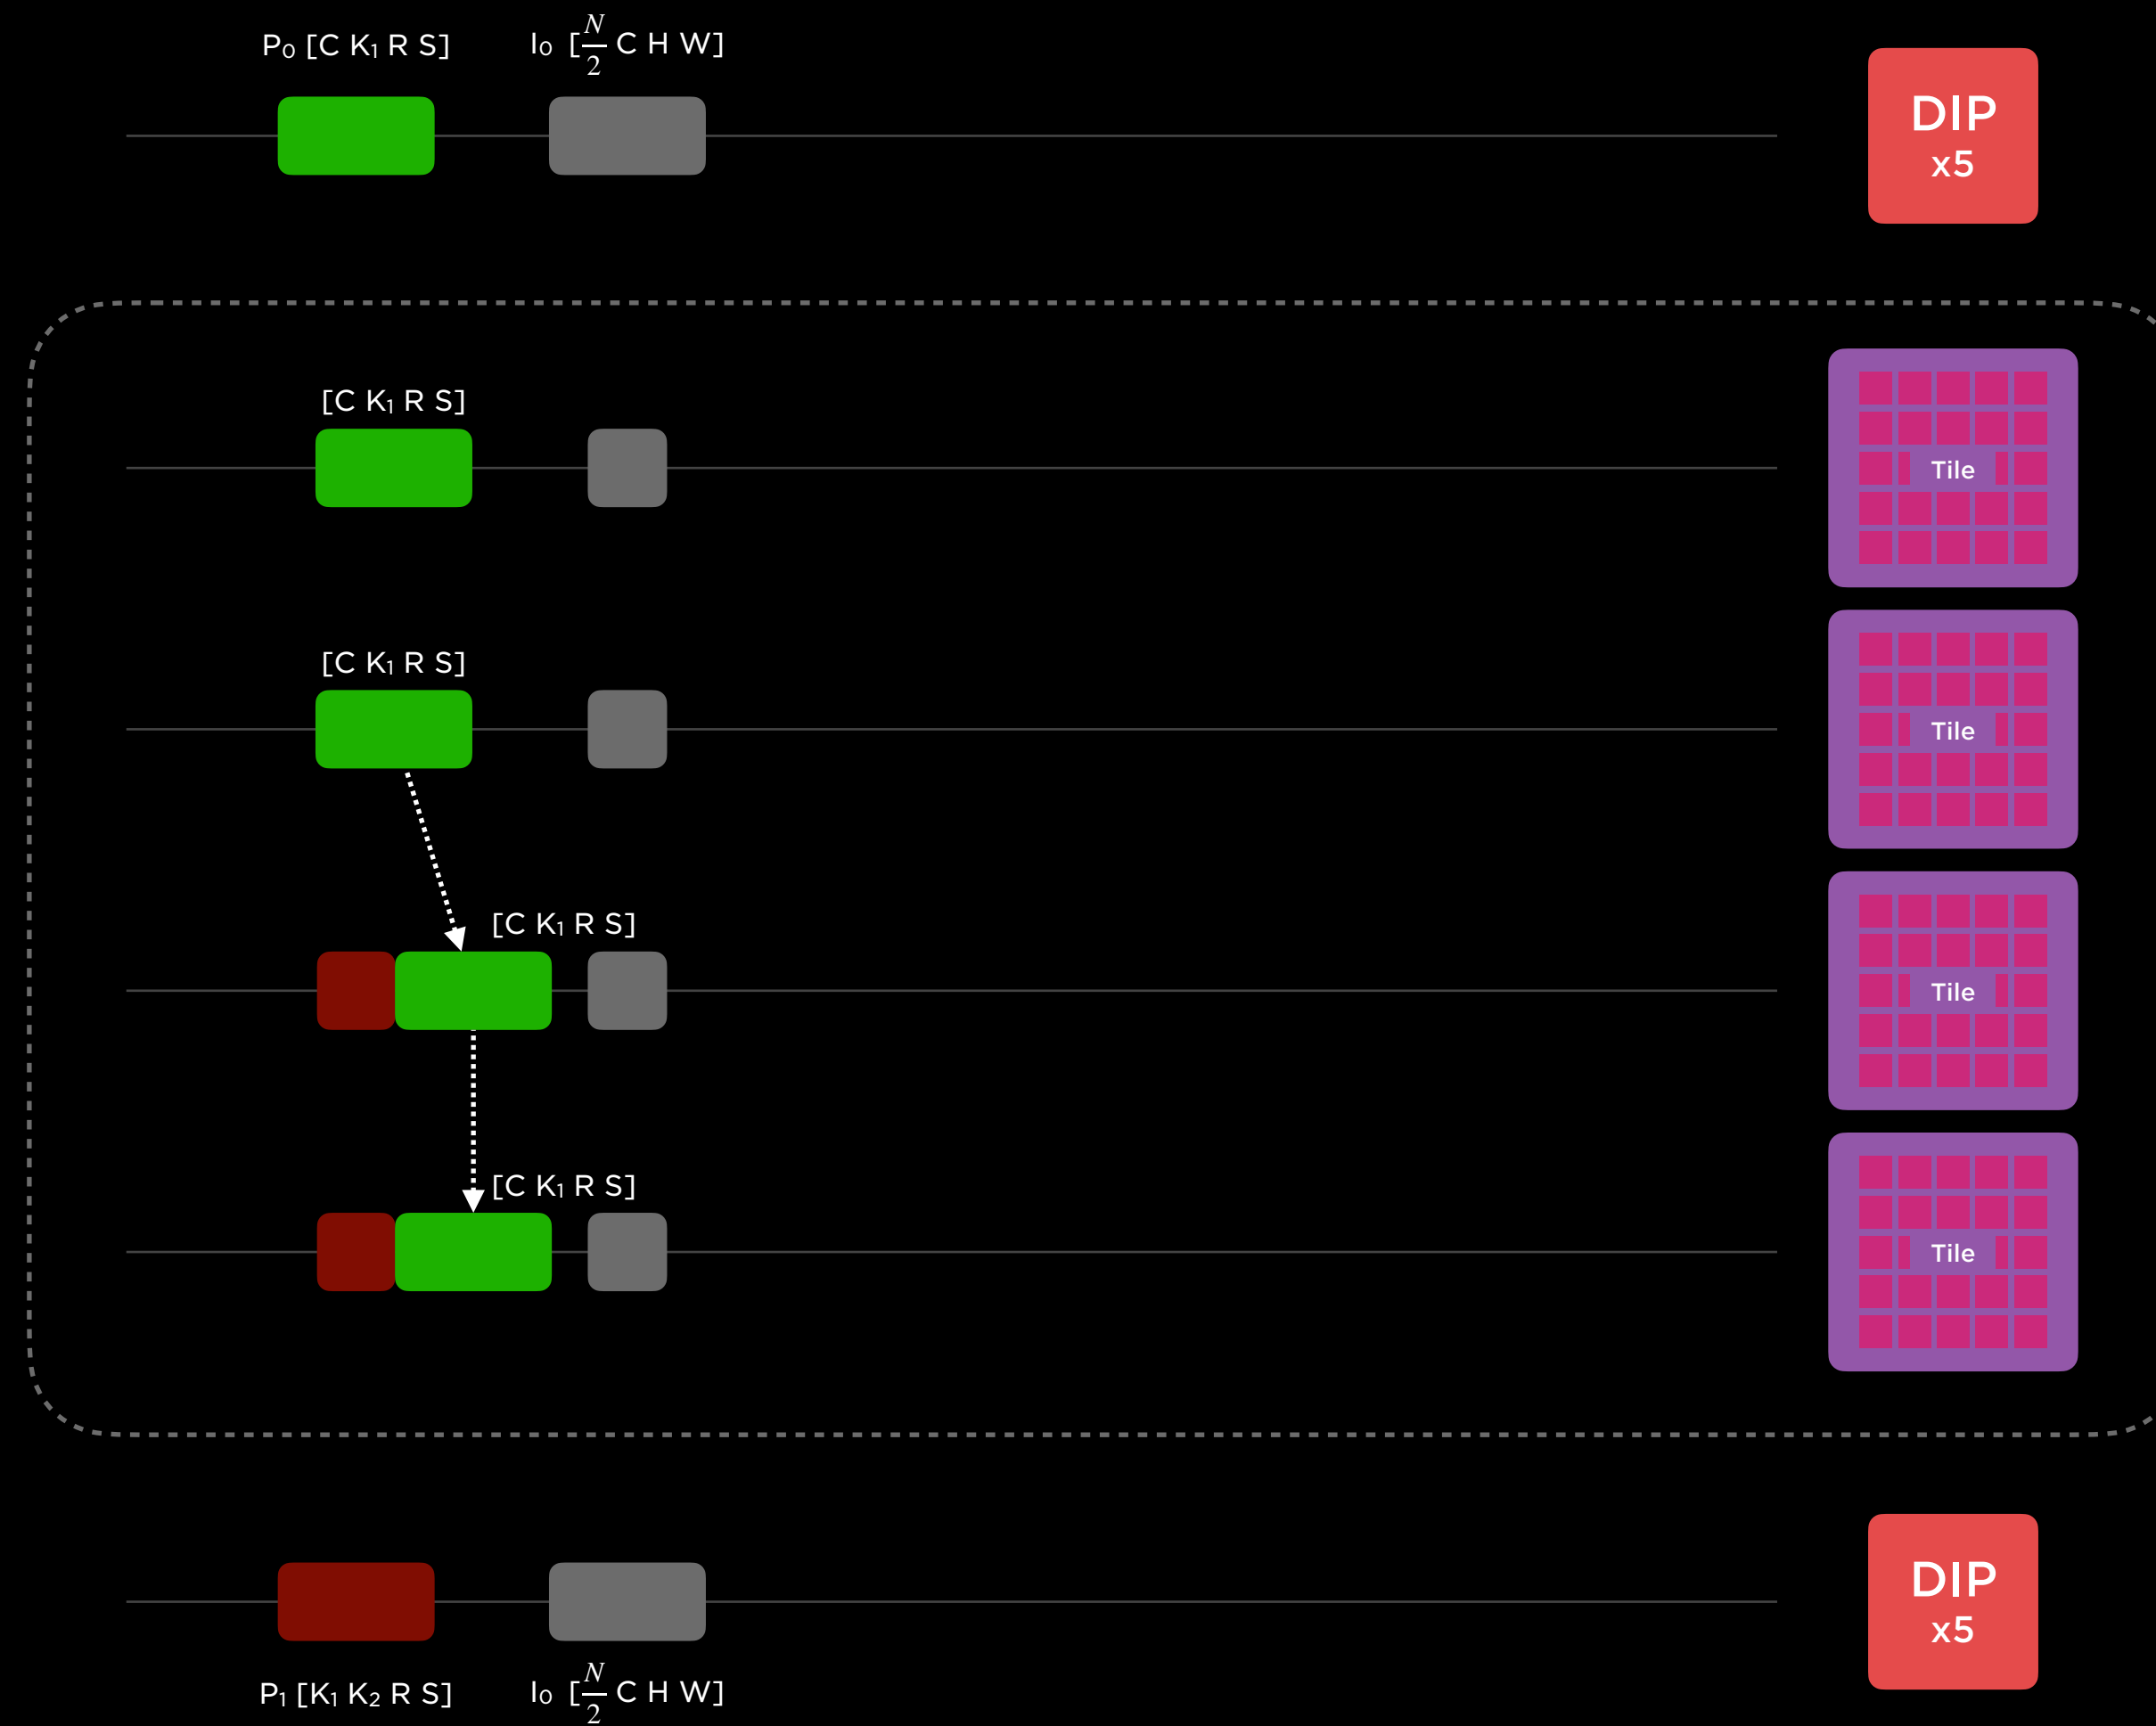 P₀ [C K₁ R S] I₀ [N/2 C H W]
DIP
x5
[C K₁ R S]
Tile
[C K₁ R S]
Tile
[C K₁ R S]
Tile
[C K₁ R S]
Tile
DIP
x5
P₁ [K₁ K₂ R S] I₀ [N/2 C H W]